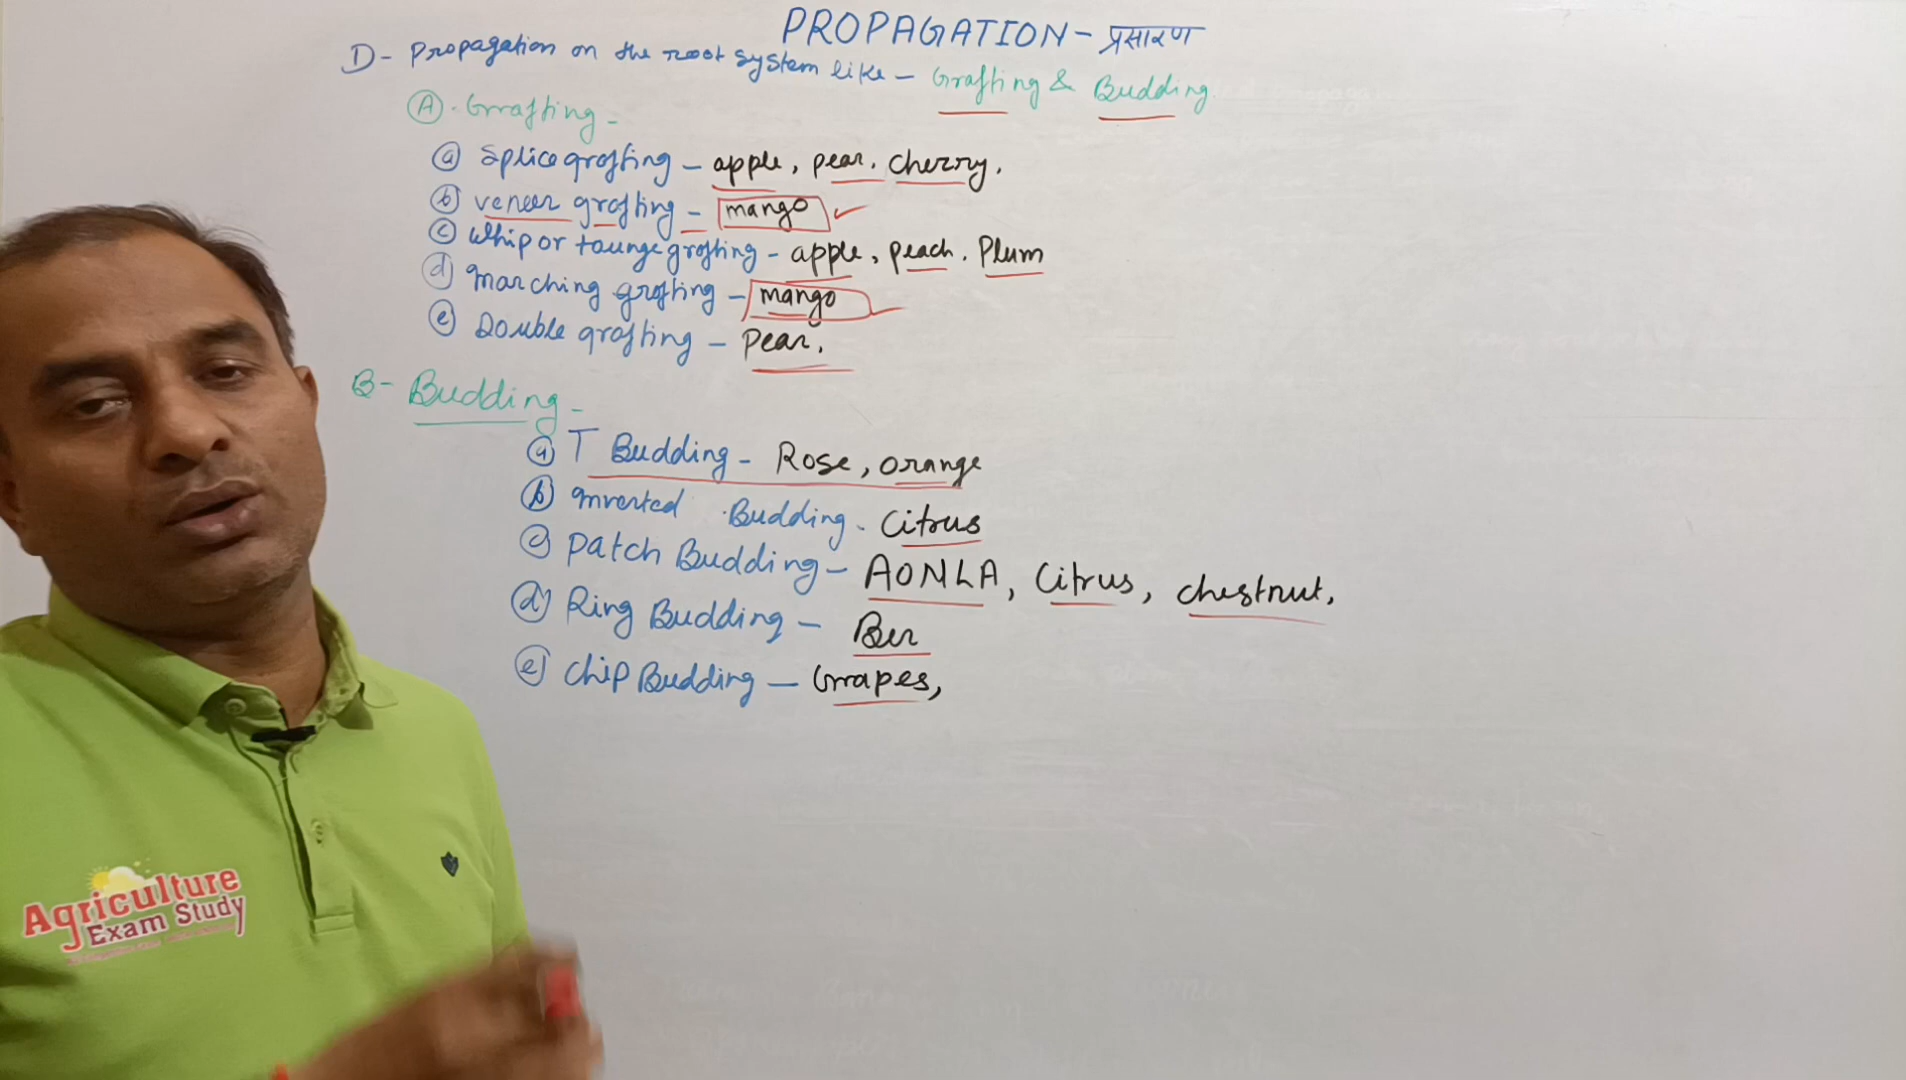 PROPAGATION - प्रसारण
D- Propagation on the root system like - Grafting & Budding.
(A). Grrafting -
(a) Splice grafting - apple, pear, cherry.
(b) veneer grafting - mango ✓
(c) Whip or tounge grafting - apple, peach. Plum
(d) marching grafting - mango
(e) Double grafting - Pear.
B- Budding -
(a) T Budding - Rose, orange
(b) Inverted Budding - Citrus
(c) Patch Budding - AONLA, Citrus, chestnut.
(d) Ring Budding - Ber
(e) Chip Budding - Grapes,
Agriculture
Exam Study